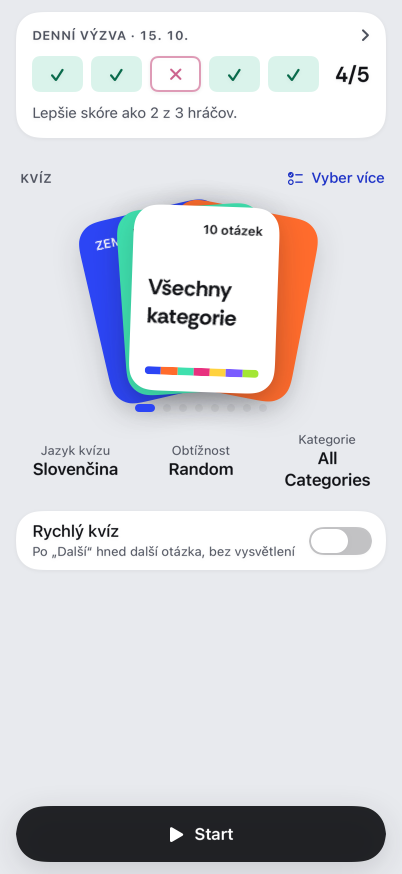 DENNÍ VÝZVA · 15. 10.
4/5
Lepšie skóre ako 2 z 3 hráčov.
KVÍZ
Vyber více
ZEM
10 otázek
Všechny
kategorie
Jazyk kvízu
Slovenčina
Obtížnost
Random
Kategorie
All
Categories
Rychlý kvíz
Po „Další“ hned další otázka, bez vysvětlení
Start